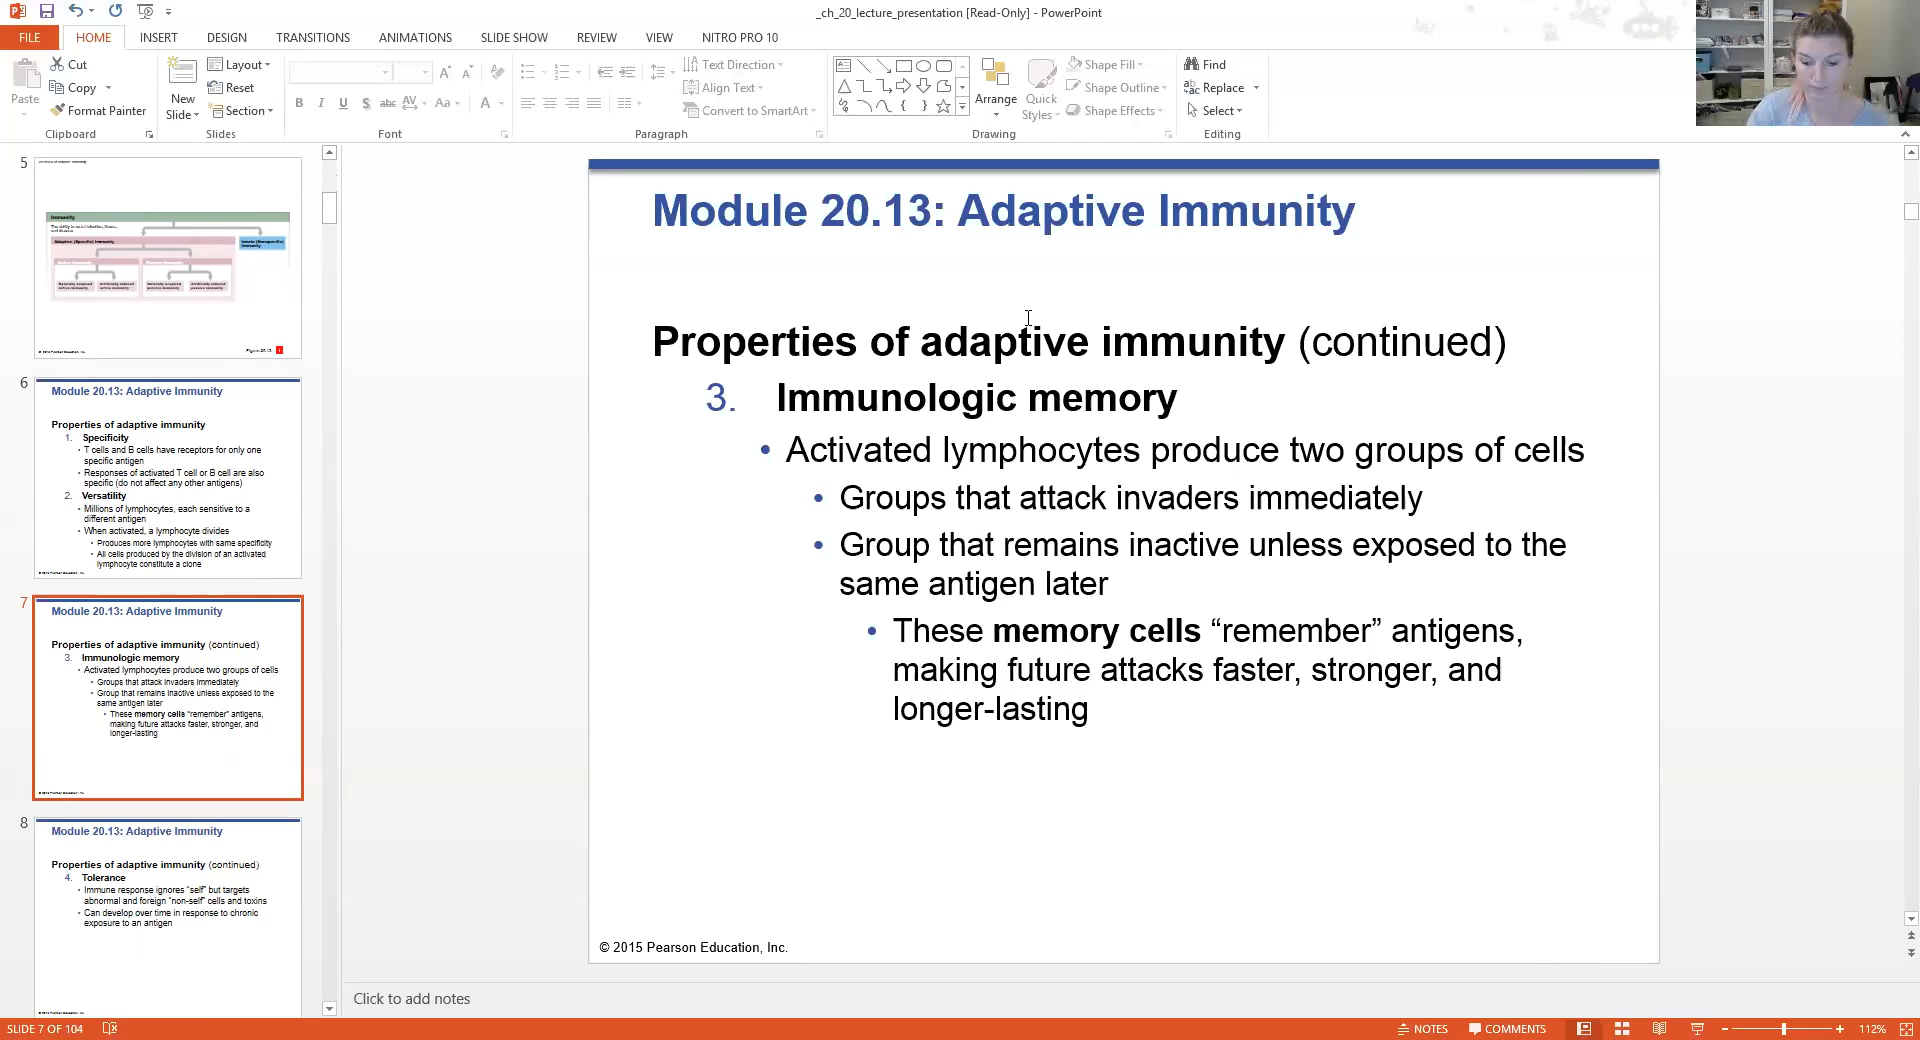 _ch_20_lecture_presentation [Read-Only] - PowerPoint
FILE HOME INSERT DESIGN TRANSITIONS ANIMATIONS SLIDE SHOW REVIEW VIEW NITRO PRO 10
Paste
Cut
Copy
Format Painter
Clipboard
New
Slide
Layout
Reset
Section
Slides
B I U S abc AV Aa A
Font
Text Direction
Align Text
Convert to SmartArt
Paragraph
Arrange
Quick
Styles
Shape Fill
Shape Outline
Shape Effects
Drawing
Find
Replace
Select
Editing
5
Immunity
Adaptive (Specific) Immunity
Innate (Nonspecific)
Immunity
6
Module 20.13: Adaptive Immunity
Properties of adaptive immunity
1. Specificity
• T cells and B cells have receptors for only one
specific antigen
• Responses of activated T cell or B cell are also
specific (do not affect any other antigens)
2. Versatility
• Millions of lymphocytes, each sensitive to a
different antigen
• When activated, a lymphocyte divides
• Produces more lymphocytes with same specificity
• All cells produced by the division of an activated
lymphocyte constitute a clone
7
Module 20.13: Adaptive Immunity
Properties of adaptive immunity (continued)
3. Immunologic memory
• Activated lymphocytes produce two groups of cells
• Groups that attack invaders immediately
• Group that remains inactive unless exposed to the
same antigen later
• These memory cells “remember” antigens,
making future attacks faster, stronger, and
longer-lasting
8
Module 20.13: Adaptive Immunity
Properties of adaptive immunity (continued)
4. Tolerance
• Immune response ignores “self” but targets
abnormal and foreign “non-self” cells and toxins
• Can develop over time in response to chronic
exposure to an antigen
Module 20.13: Adaptive Immunity
Properties of adaptive immunity (continued)
3. Immunologic memory
• Activated lymphocytes produce two groups of cells
• Groups that attack invaders immediately
• Group that remains inactive unless exposed to the
same antigen later
• These memory cells “remember” antigens,
making future attacks faster, stronger, and
longer-lasting
© 2015 Pearson Education, Inc.
Click to add notes
SLIDE 7 OF 104
NOTES COMMENTS 112%